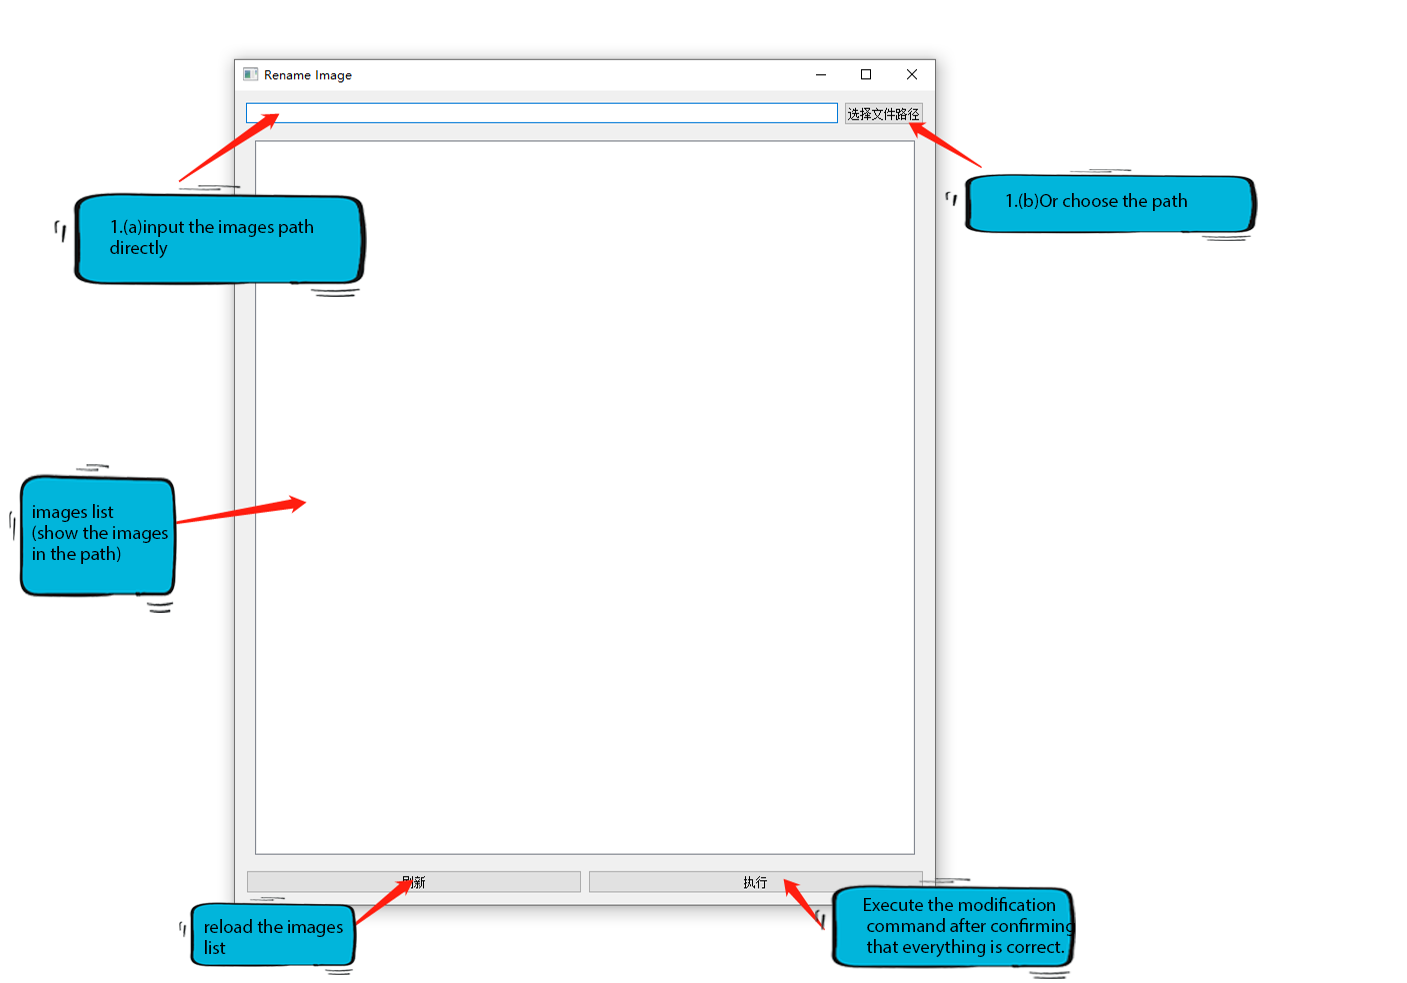 Rename Image
选择文件路径
1.(a)input the images path
directly
1.(b)Or choose the path
images list
(show the images
in the path)
刷新
执行
reload the images
list
Execute the modification
command after confirming
that everything is correct.